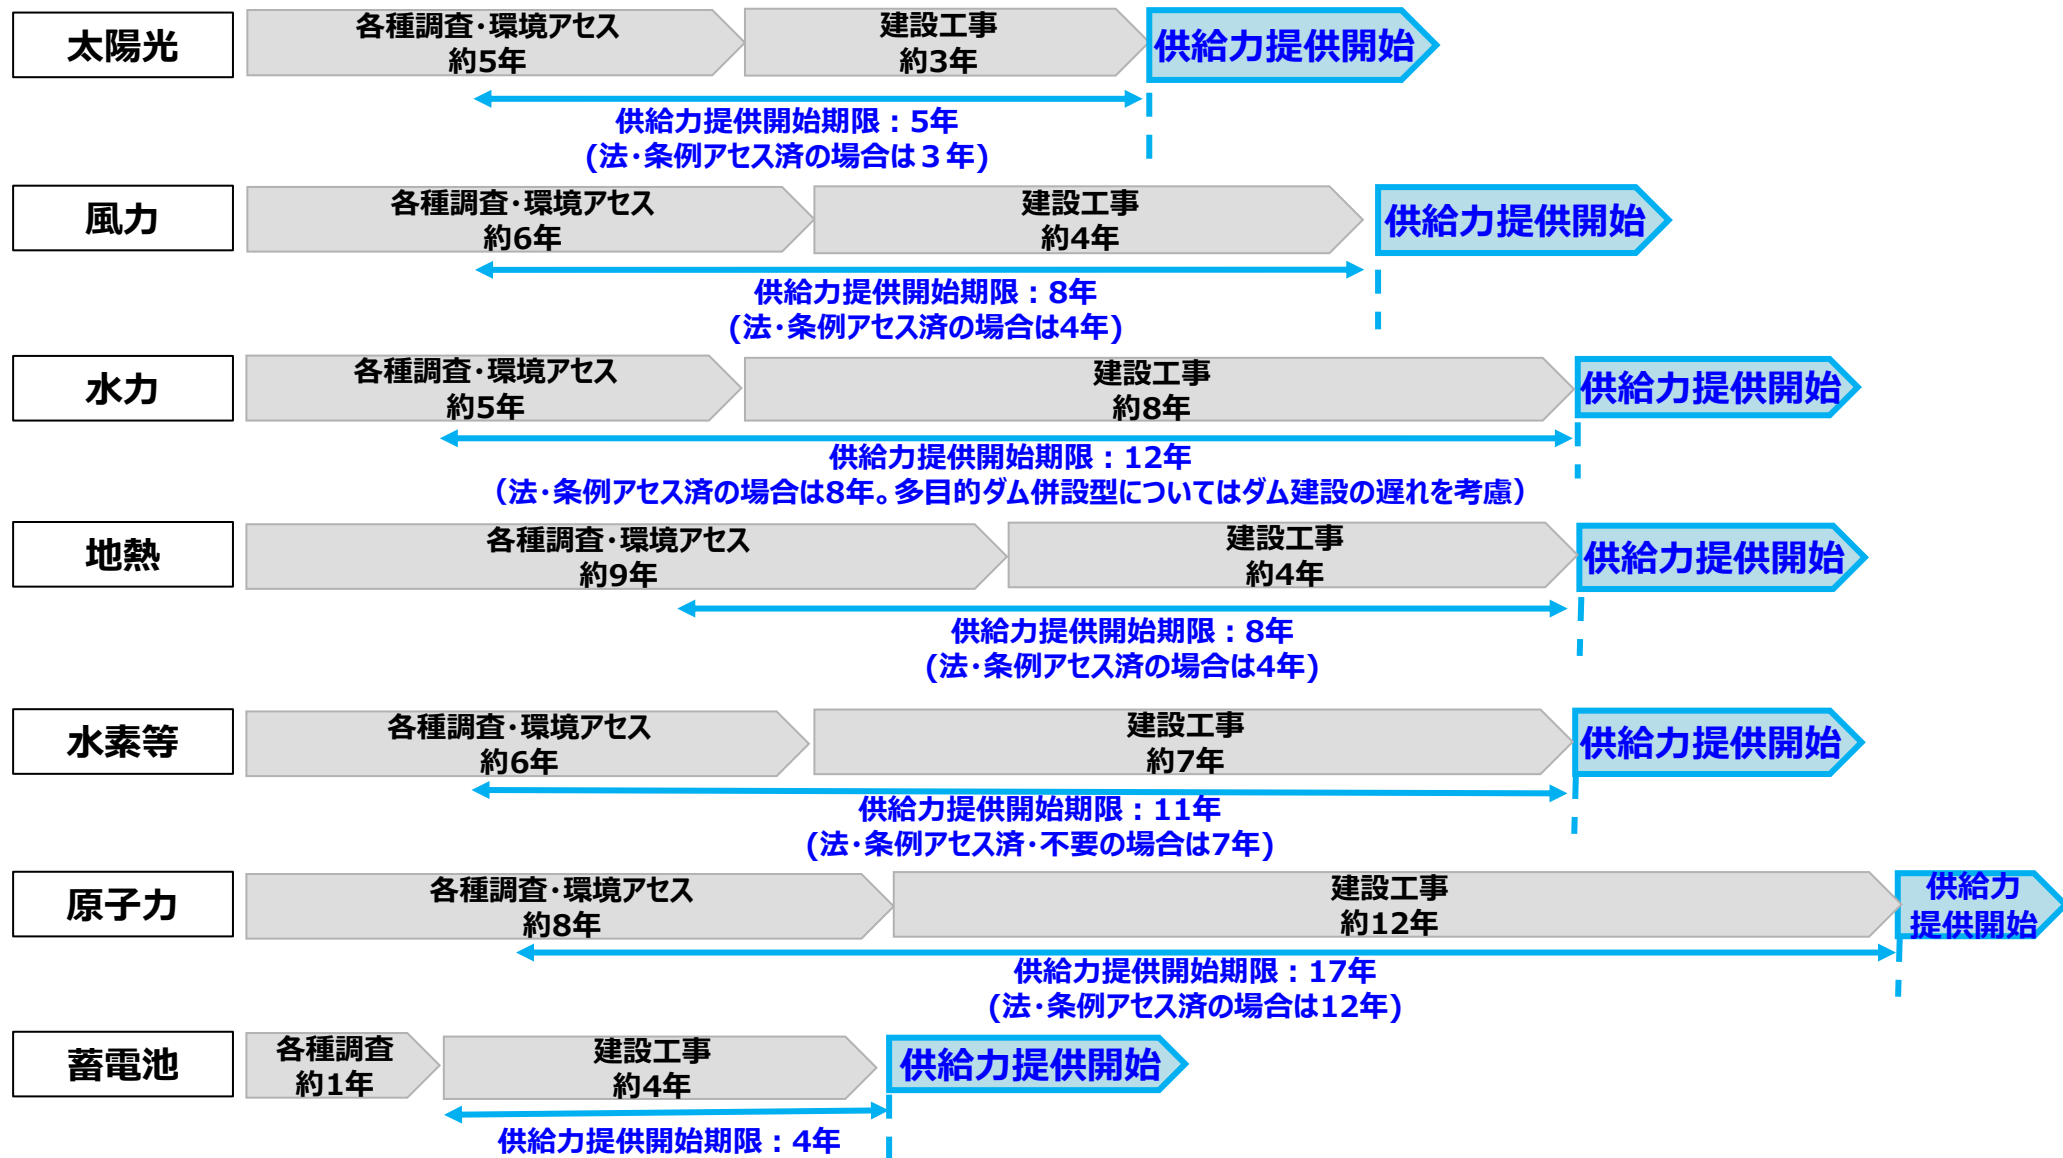 太陽光
各種調査・環境アセス
約5年
建設工事
約3年
供給力提供開始
供給力提供開始期限：5年
(法・条例アセス済の場合は３年)
風力
各種調査・環境アセス
約6年
建設工事
約4年
供給力提供開始
供給力提供開始期限：8年
(法・条例アセス済の場合は4年)
水力
各種調査・環境アセス
約5年
建設工事
約8年
供給力提供開始
供給力提供開始期限：12年
（法・条例アセス済の場合は8年。多目的ダム併設型についてはダム建設の遅れを考慮）
地熱
各種調査・環境アセス
約9年
建設工事
約4年
供給力提供開始
供給力提供開始期限：8年
(法・条例アセス済の場合は4年)
水素等
各種調査・環境アセス
約6年
建設工事
約7年
供給力提供開始
供給力提供開始期限：11年
(法・条例アセス済・不要の場合は7年)
原子力
各種調査・環境アセス
約8年
建設工事
約12年
供給力
提供開始
供給力提供開始期限：17年
(法・条例アセス済の場合は12年)
蓄電池
各種調査
約1年
建設工事
約4年
供給力提供開始
供給力提供開始期限：4年